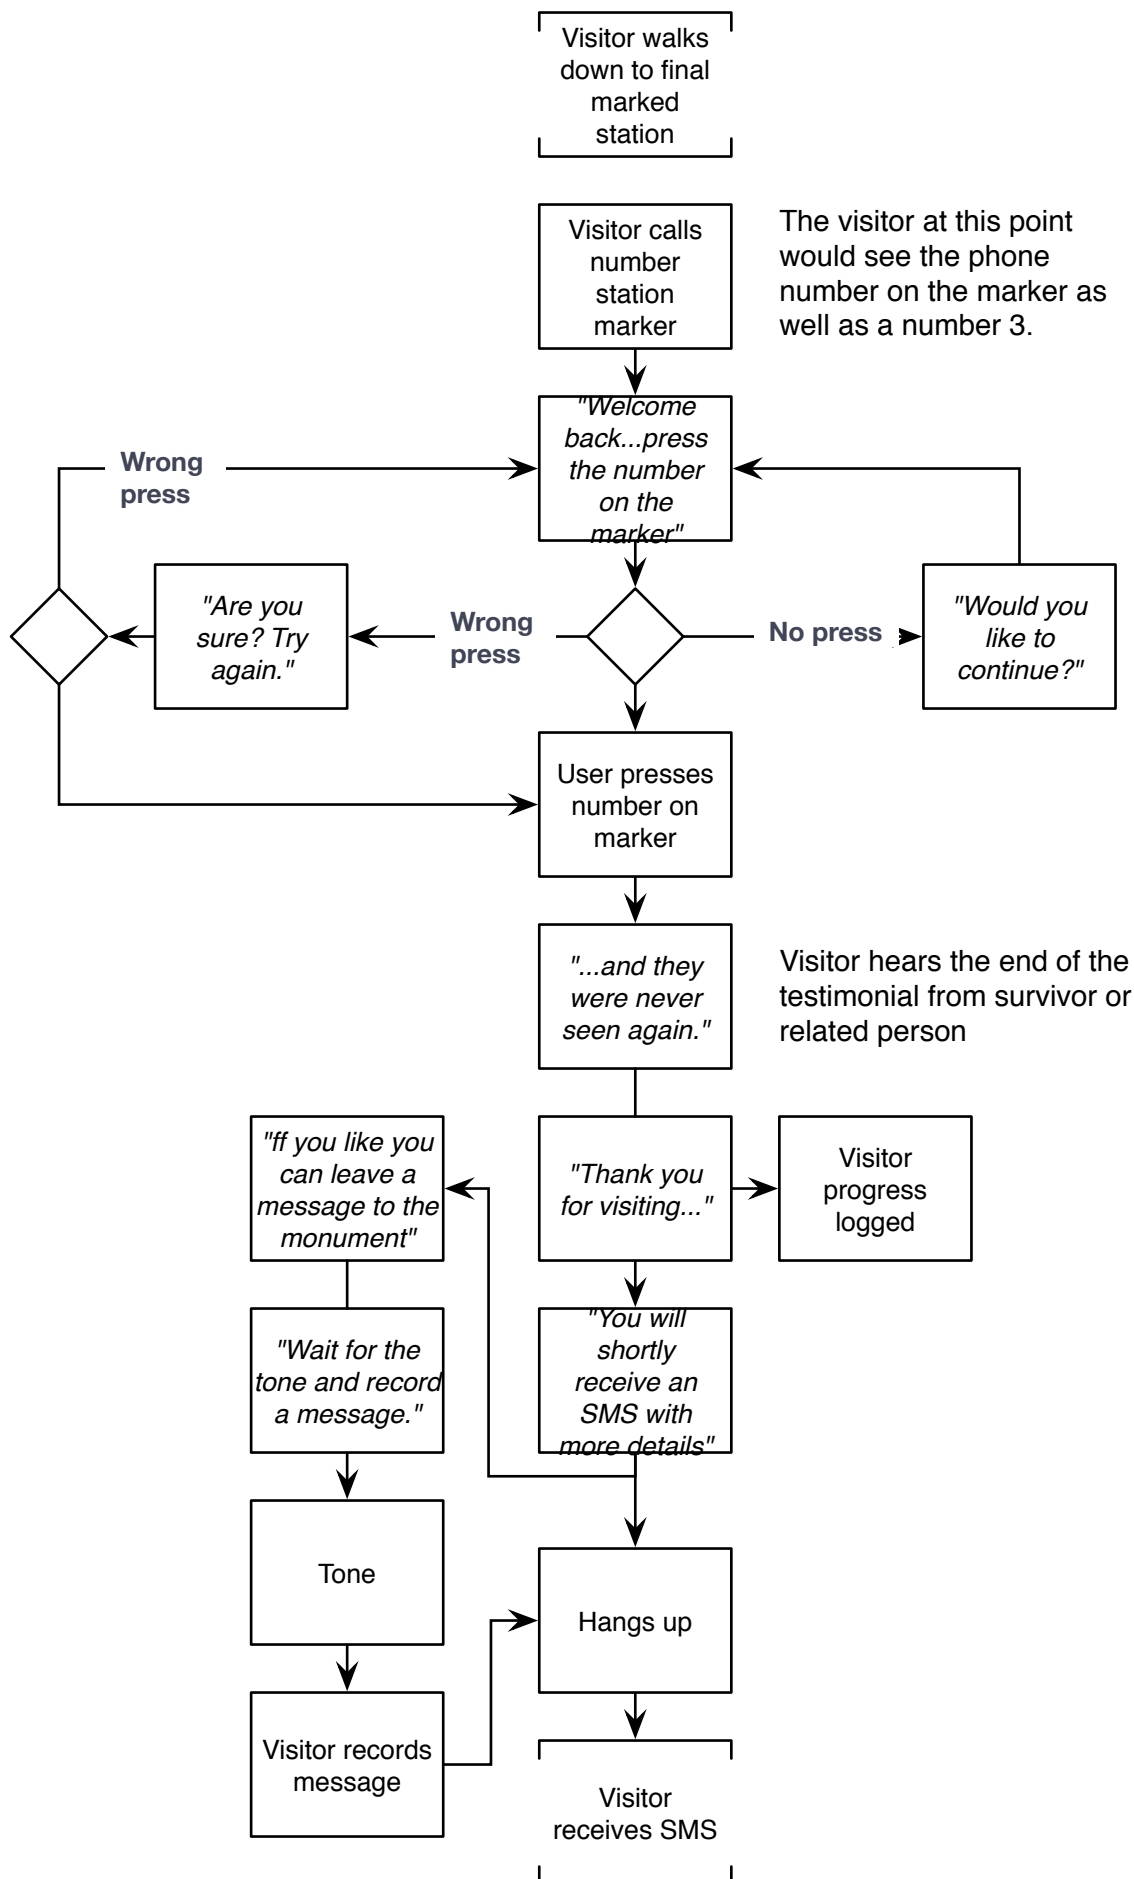 Visitor walks
down to final
marked
station
Visitor calls
number
station
marker
The visitor at this point
would see the phone
number on the marker as
well as a number 3.
"Welcome
back...press
the number
on the
marker"
Wrong
press
"Are you
sure? Try
again."
Wrong
press
No press
"Would you
like to
continue?"
User presses
number on
marker
"...and they
were never
seen again."
Visitor hears the end of the
testimonial from survivor or
related person
"ff you like you
can leave a
message to the
monument"
"Thank you
for visiting..."
Visitor
progress
logged
"Wait for the
tone and record
a message."
"You will
shortly
receive an
SMS with
more details"
Tone
Hangs up
Visitor records
message
Visitor
receives SMS